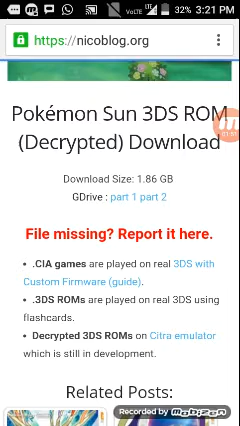 VoLTE LTE 32% 3:21 PM
https://nicoblog.org
Pokémon Sun 3DS ROM
(Decrypted) Download
Download Size: 1.86 GB
GDrive : part 1 part 2
File missing? Report it here.
• .CIA games are played on real 3DS with
Custom Firmware (guide).
• .3DS ROMs are played on real 3DS using
flashcards.
• Decrypted 3DS ROMs on Citra emulator
which is still in development.
Related Posts:
Recorded by MOBIZEN